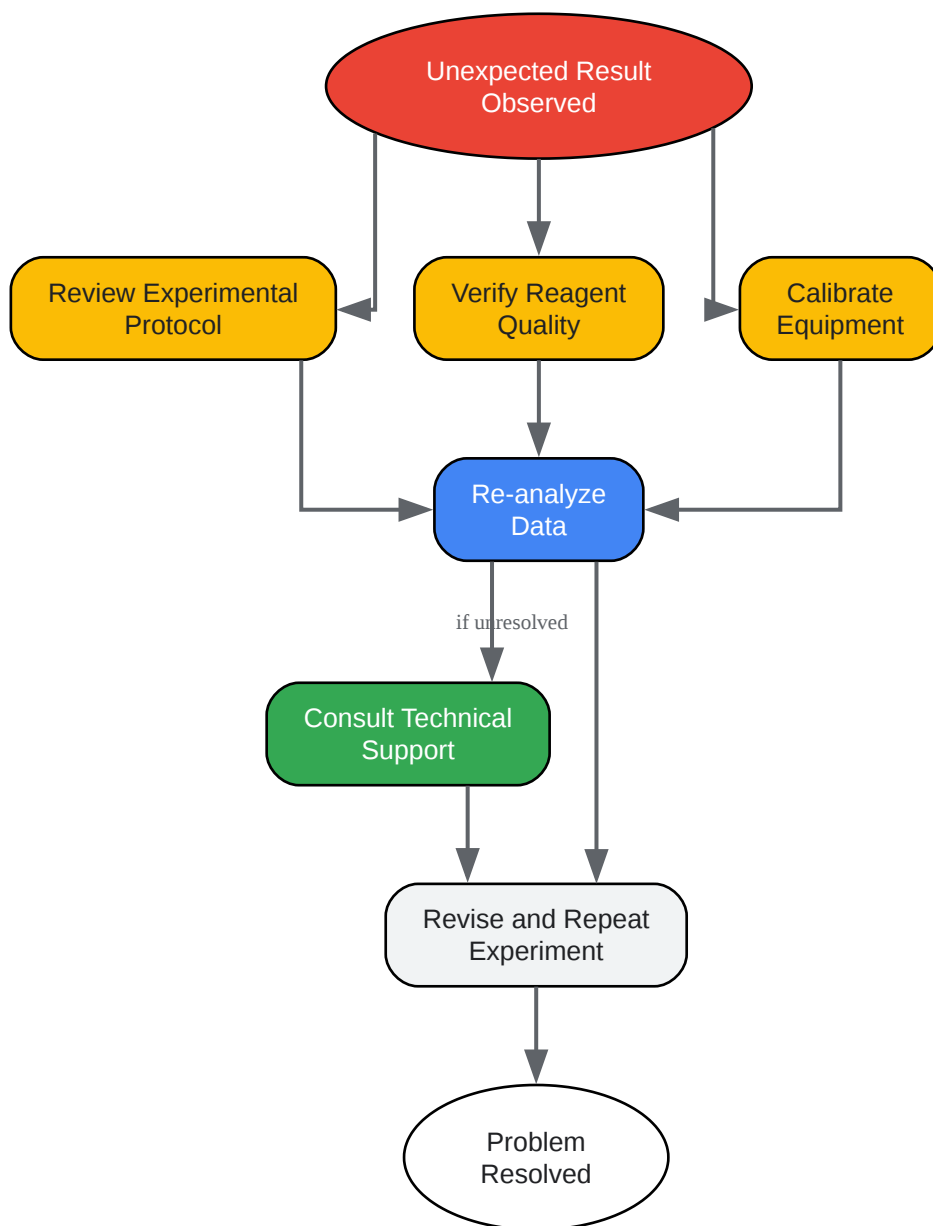 Unexpected Result
Observed
Review Experimental
Protocol
Verify Reagent
Quality
Calibrate
Equipment
Re-analyze
Data
if unresolved
Consult Technical
Support
Revise and Repeat
Experiment
Problem
Resolved